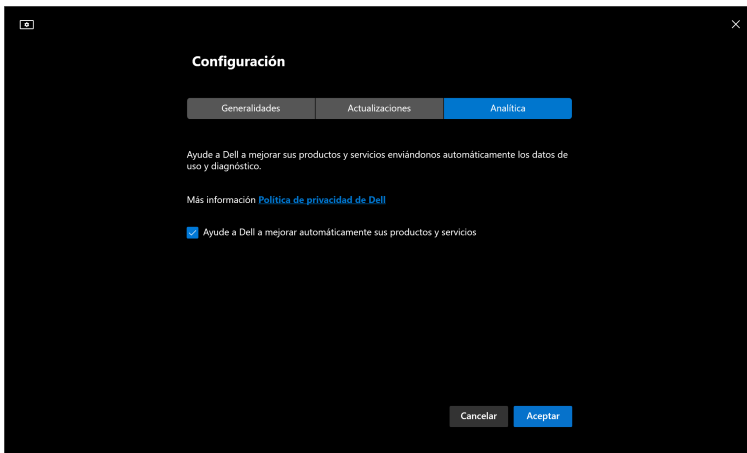 Configuración
Generalidades
Actualizaciones
Analítica
Ayude a Dell a mejorar sus productos y servicios enviándonos automáticamente los datos de
uso y diagnóstico.
Más información Política de privacidad de Dell
Ayude a Dell a mejorar automáticamente sus productos y servicios
Cancelar
Aceptar